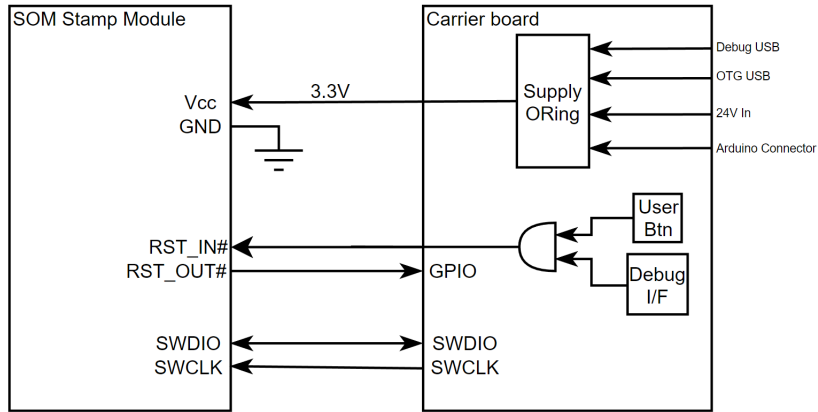 SOM Stamp Module
Carrier board
Debug USB
OTG USB
24V In
Arduino Connector
Supply
ORing
3.3V
Vcc
GND
User
Btn
Debug
I/F
RST_IN#
RST_OUT#
GPIO
SWDIO
SWDIO
SWCLK
SWCLK